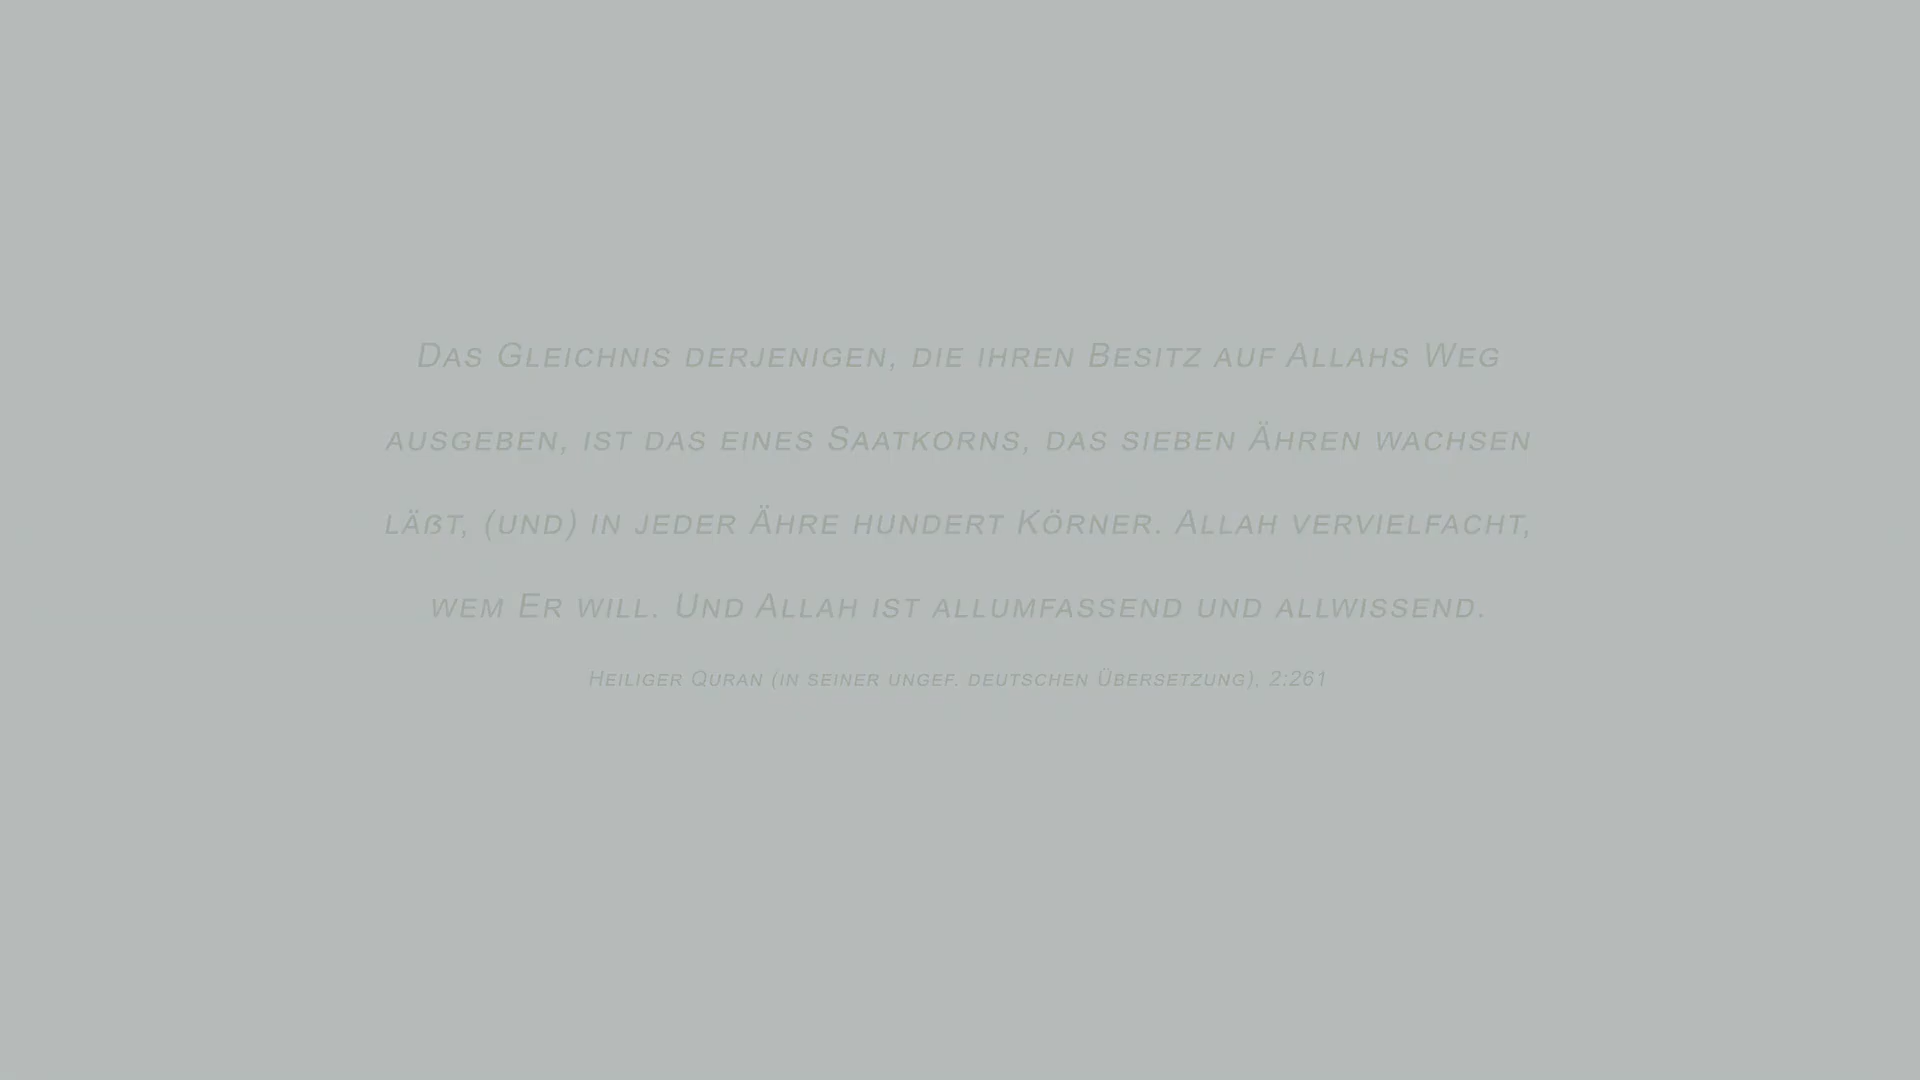 Das Gleichnis derjenigen, die ihren Besitz auf Allahs Weg
ausgeben, ist das eines Saatkorns, das sieben Ähren wachsen
läßt, (und) in jeder Ähre hundert Körner. Allah vervielfacht,
wem Er will. Und Allah ist allumfassend und allwissend.
Heiliger Quran (in seiner ungef. deutschen Übersetzung), 2:261